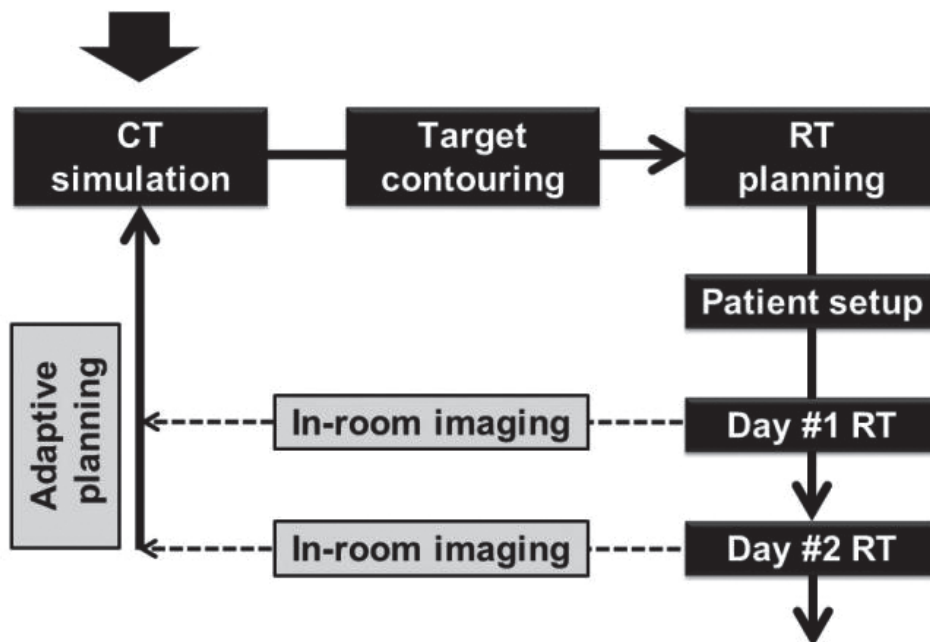 CT
simulation
Target
contouring
RT
planning
Patient setup
Adaptive
planning
In-room imaging
Day #1 RT
In-room imaging
Day #2 RT